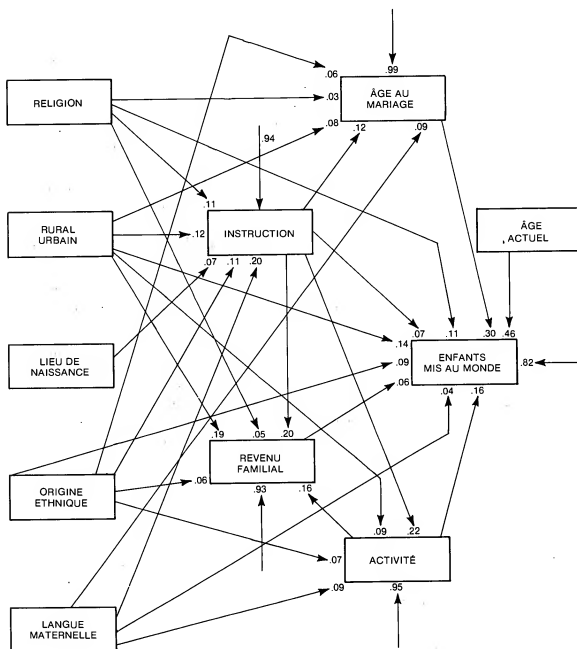 .06
.99
ÂGE AU
MARIAGE
.03
RELIGION
.08
.12
.09
.94
.11
RURAL
URBAIN
.12
INSTRUCTION
ÂGE
ACTUEL
.07
.11
.20
.07
.11
.30
.46
.14
LIEU DE
NAISSANCE
.09
ENFANTS
MIS AU MONDE
.82
.06
.04
.16
.19
.05
.20
REVENU
FAMILIAL
.06
ORIGINE
ETHNIQUE
.93
.16
.09
.22
.07
ACTIVITÉ
.09
.95
LANGUE
MATERNELLE